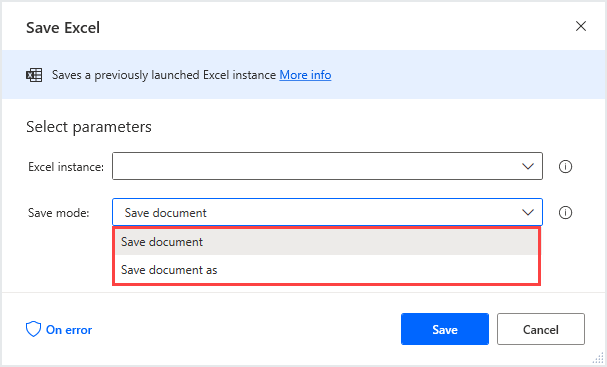 Save Excel
Saves a previously launched Excel instance More info
Select parameters
Excel instance:
Save mode: Save document
Save document
Save document as
On error Save Cancel